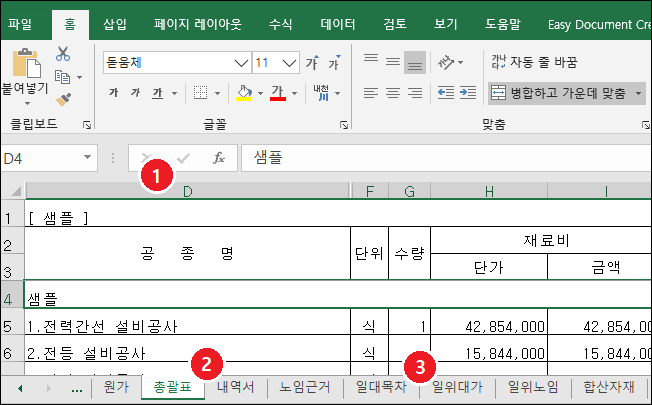 파일 홈 삽입 페이지 레이아웃 수식 데이터 검토 보기 도움말 Easy Document Cre
붙여넣기
돋움체 11 가 가
가 가 가 가 내천
가나다 자동 줄 바꿈
병합하고 가운데 맞춤
클립보드 글꼴 맞춤
D4 fx 샘플
1
D F G H I
1 [ 샘플 ]
2 공 종 명 단위 수량 재료비
3 단가 금액
4 샘플
5 1.전력간선 설비공사 식 1 42,854,000 42,854,0
6 2.전등 설비공사 식 15,844,000 15,844,0
2 3
... 원가 총괄표 내역서 노임근거 일대목차 일위대가 일위노임 합산자재